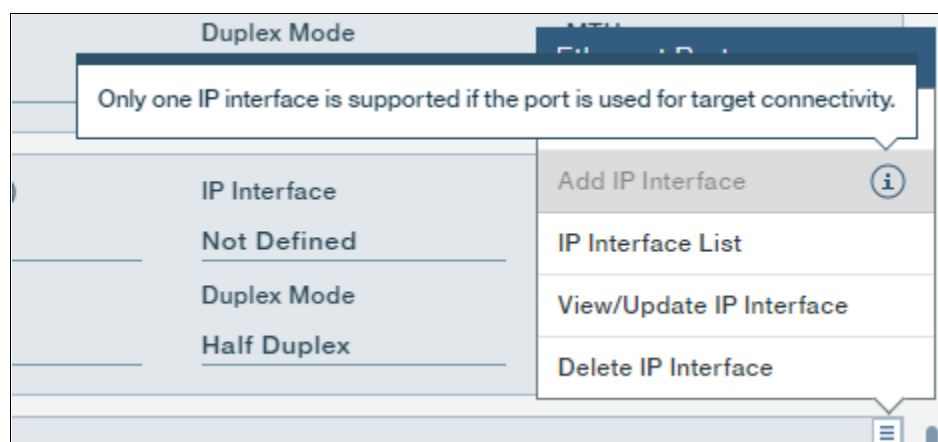 Duplex Mode
Only one IP interface is supported if the port is used for target connectivity.
Add IP Interface
IP Interface
Not Defined
IP Interface List
Duplex Mode
View/Update IP Interface
Half Duplex
Delete IP Interface